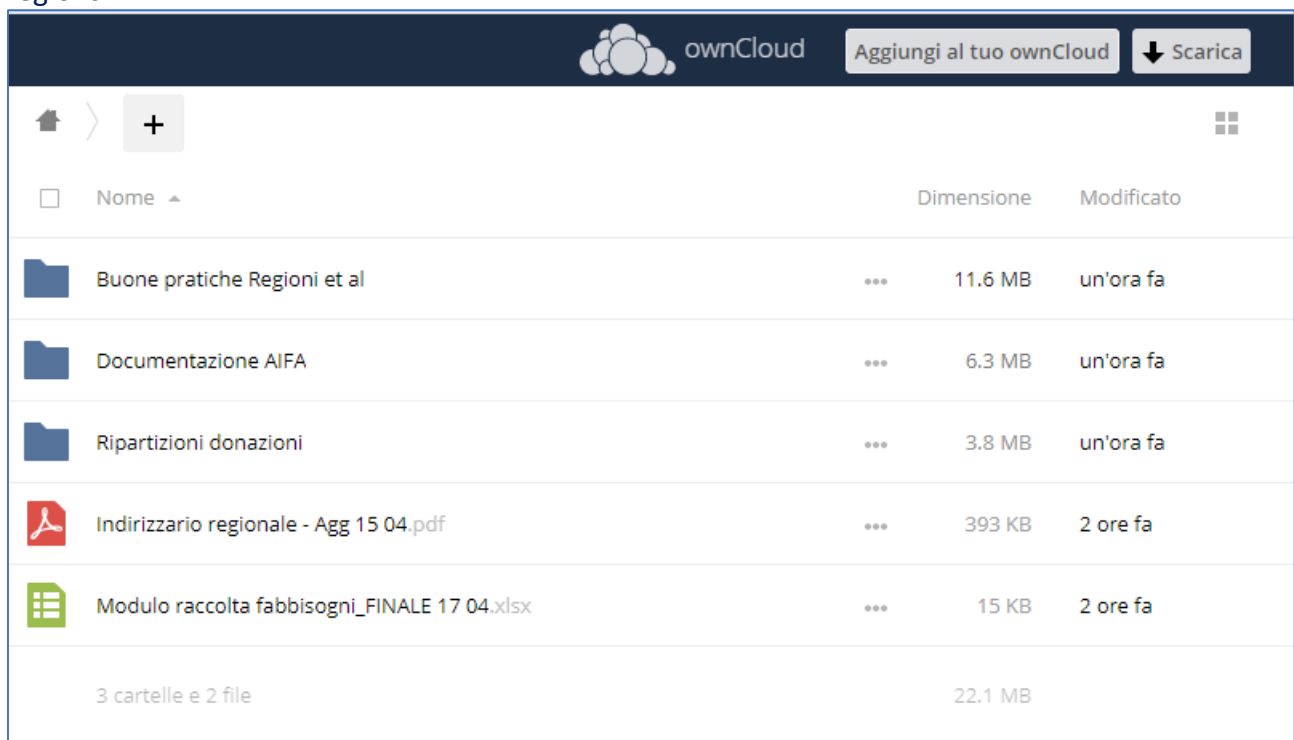 ownCloud Aggiungi al tuo ownCloud Scarica
+
Nome Dimensione Modificato
Buone pratiche Regioni et al ... 11.6 MB un'ora fa
Documentazione AIFA ... 6.3 MB un'ora fa
Ripartizioni donazioni ... 3.8 MB un'ora fa
Indirizzario regionale - Agg 15 04.pdf ... 393 KB 2 ore fa
Modulo raccolta fabbisogni_FINALE 17 04.xlsx ... 15 KB 2 ore fa
3 cartelle e 2 file 22.1 MB